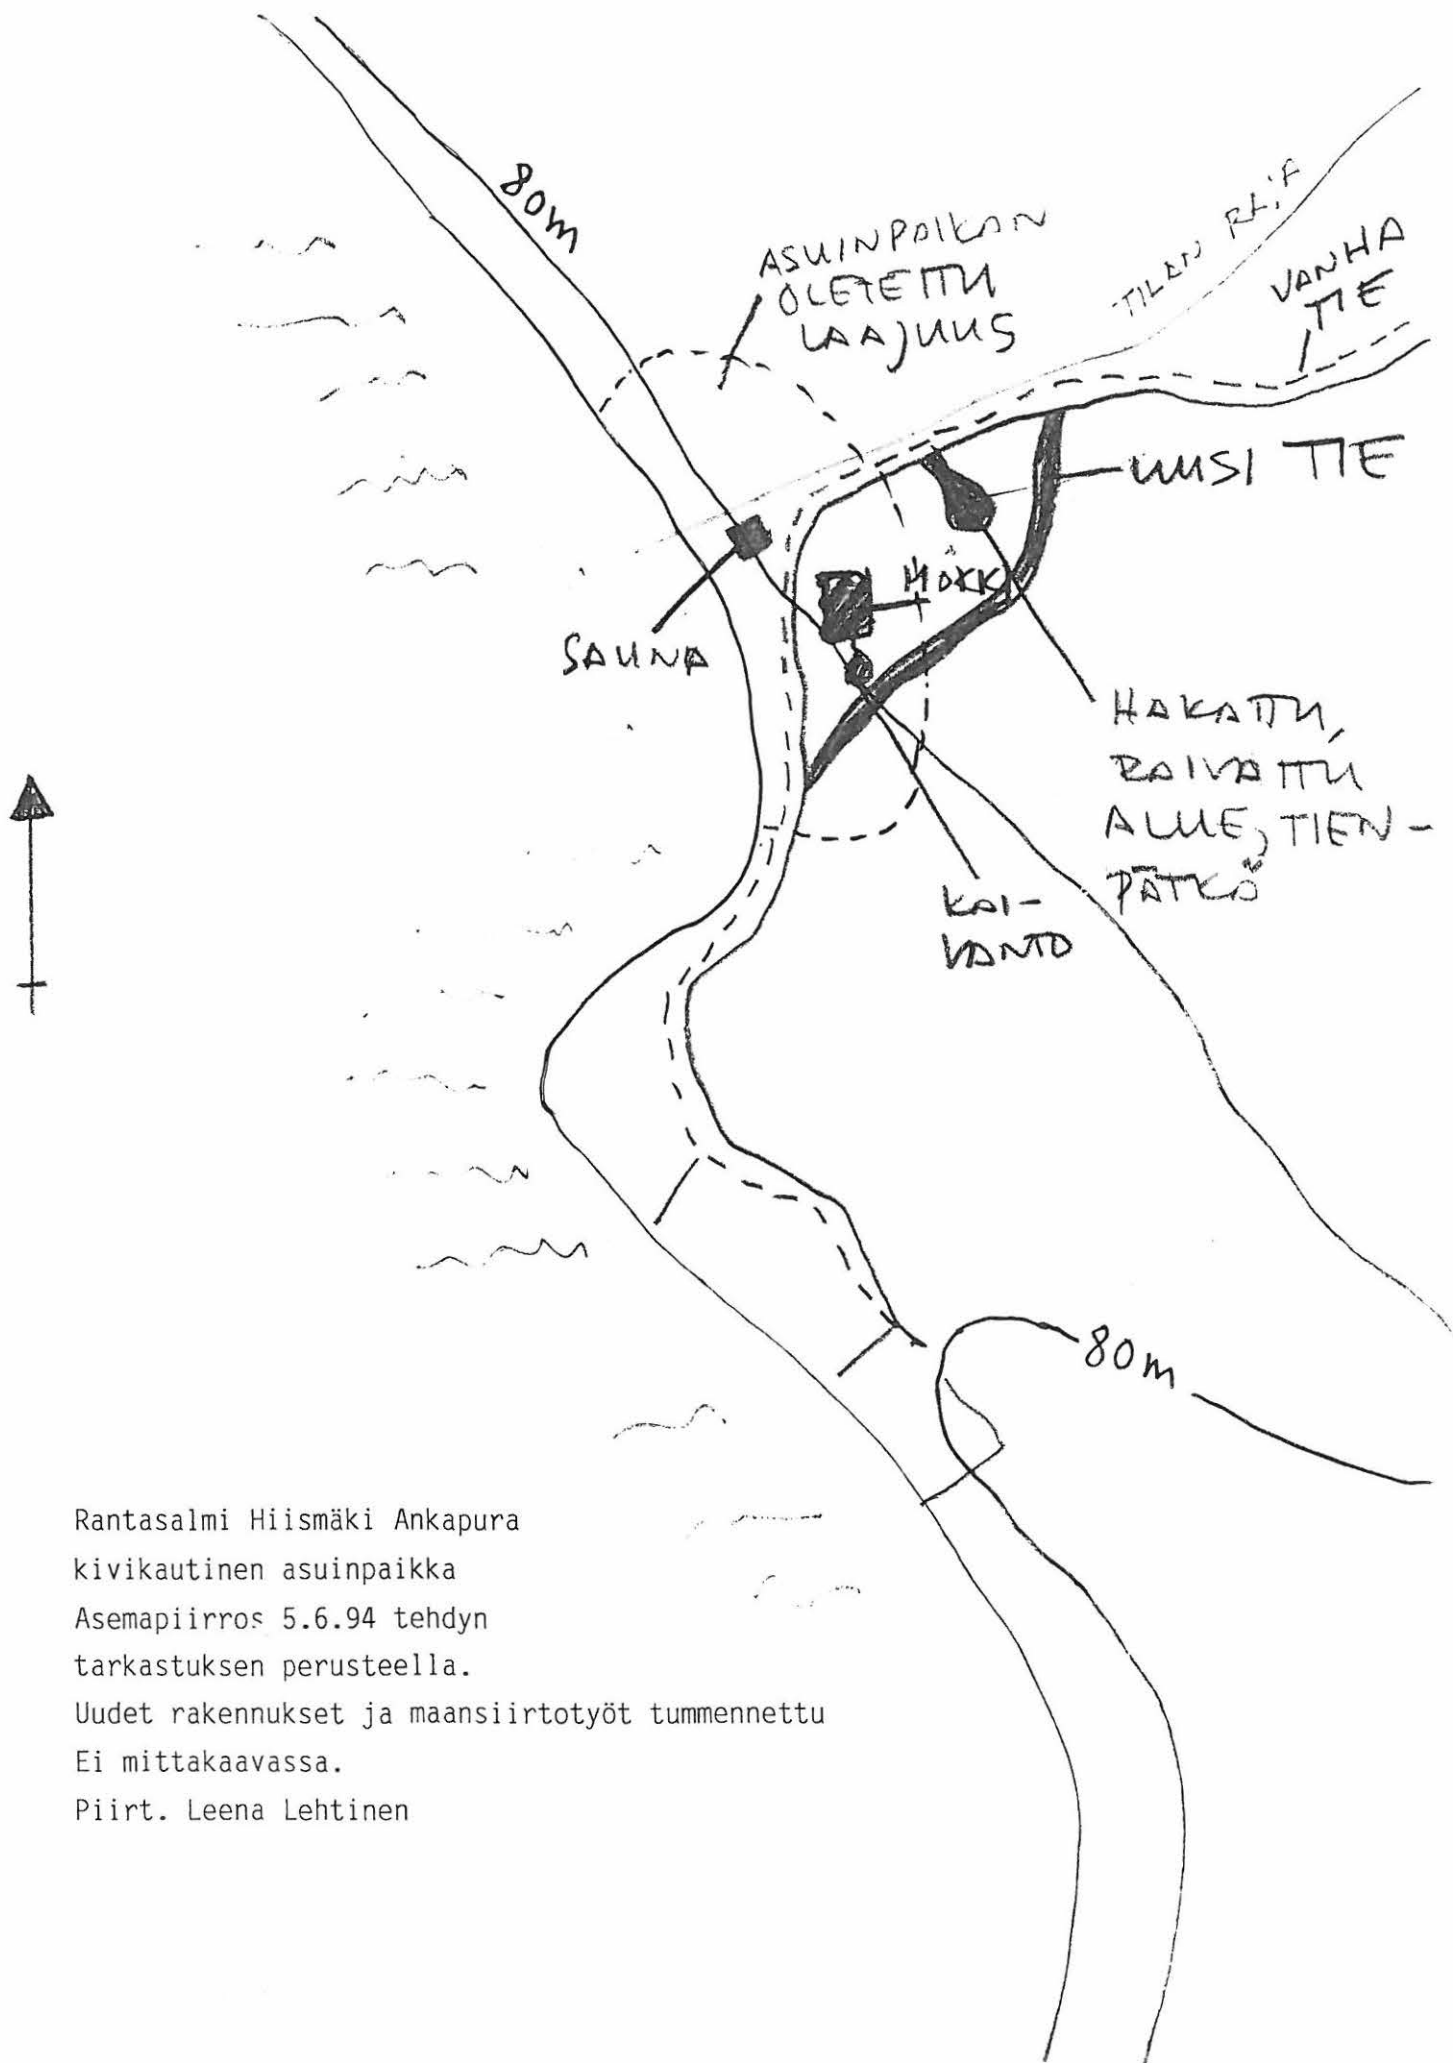 80m
ASUINPAIKAN
OLETETTU
LAAJUUS
TILAN RAJA
VANHA
TIE
UUSI TIE
MÖKKI
SAUNA
HAKATTU,
RAIVATTU
ALUE, TIEN-
PÄTKÄ
KAI-
VANTO
80m
Rantasalmi Hiismäki Ankapura
kivikautinen asuinpaikka
Asemapiirros 5.6.94 tehdyn
tarkastuksen perusteella.
Uudet rakennukset ja maansiirtotyöt tummennettu
Ei mittakaavassa.
Piirt. Leena Lehtinen